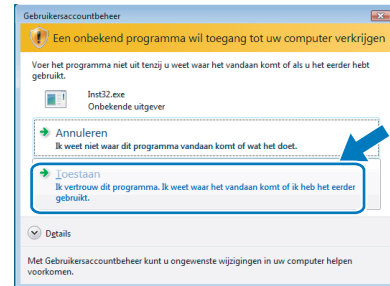 Gebruikersaccountbeheer
Een onbekend programma wil toegang tot uw computer verkrijgen
Voer het programma niet uit tenzij u weet waar het vandaan komt of als u het eerder hebt
gebruikt.
Inst32.exe
Onbekende uitgever
Annuleren
Ik weet niet waar dit programma vandaan komt of wat het doet.
Toestaan
Ik vertrouw dit programma. Ik weet waar het vandaan komt of ik heb het eerder
gebruikt.
Details
Met Gebruikersaccountbeheer kunt u ongewenste wijzigingen in uw computer helpen
voorkomen.